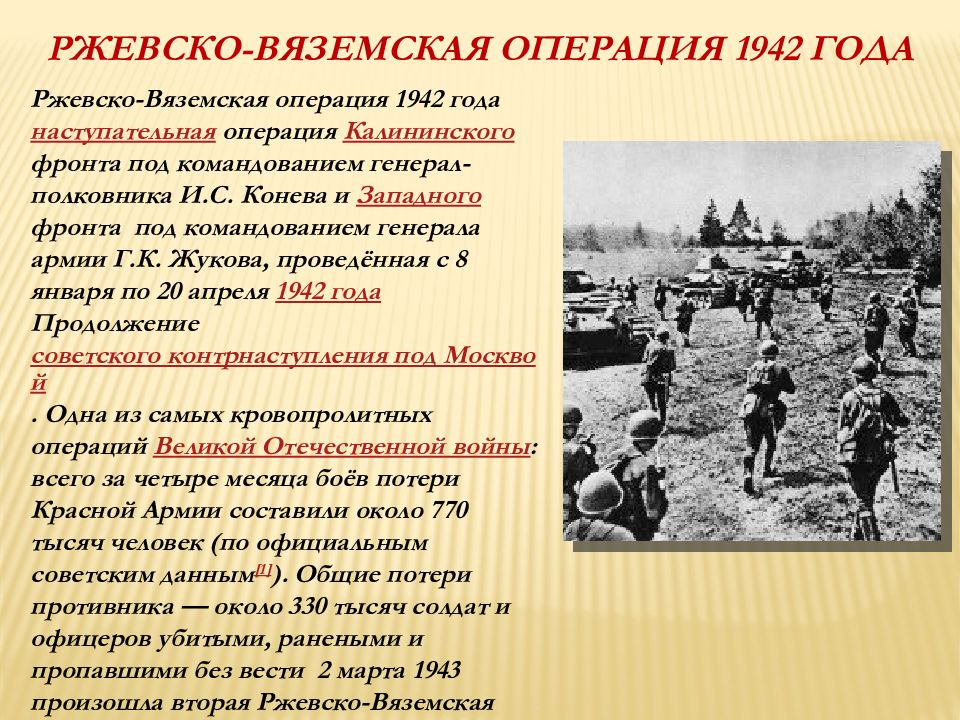 РЖЕВСКО-ВЯЗЕМСКАЯ ОПЕРАЦИЯ 1942 ГОДА
Ржевско-Вяземская операция 1942 года
наступательная операция Калининского
фронта под командованием генерал-
полковника И.С. Конева и Западного
фронта под командованием генерала
армии Г.К. Жукова, проведённая с 8
января по 20 апреля 1942 года
Продолжение
советского контрнаступления под Москво
й
. Одна из самых кровопролитных
операций Великой Отечественной войны:
всего за четыре месяца боёв потери
Красной Армии составили около 770
тысяч человек (по официальным
советским данным[1]). Общие потери
противника — около 330 тысяч солдат и
офицеров убитыми, ранеными и
пропавшими без вести 2 марта 1943
произошла вторая Ржевско-Вяземская